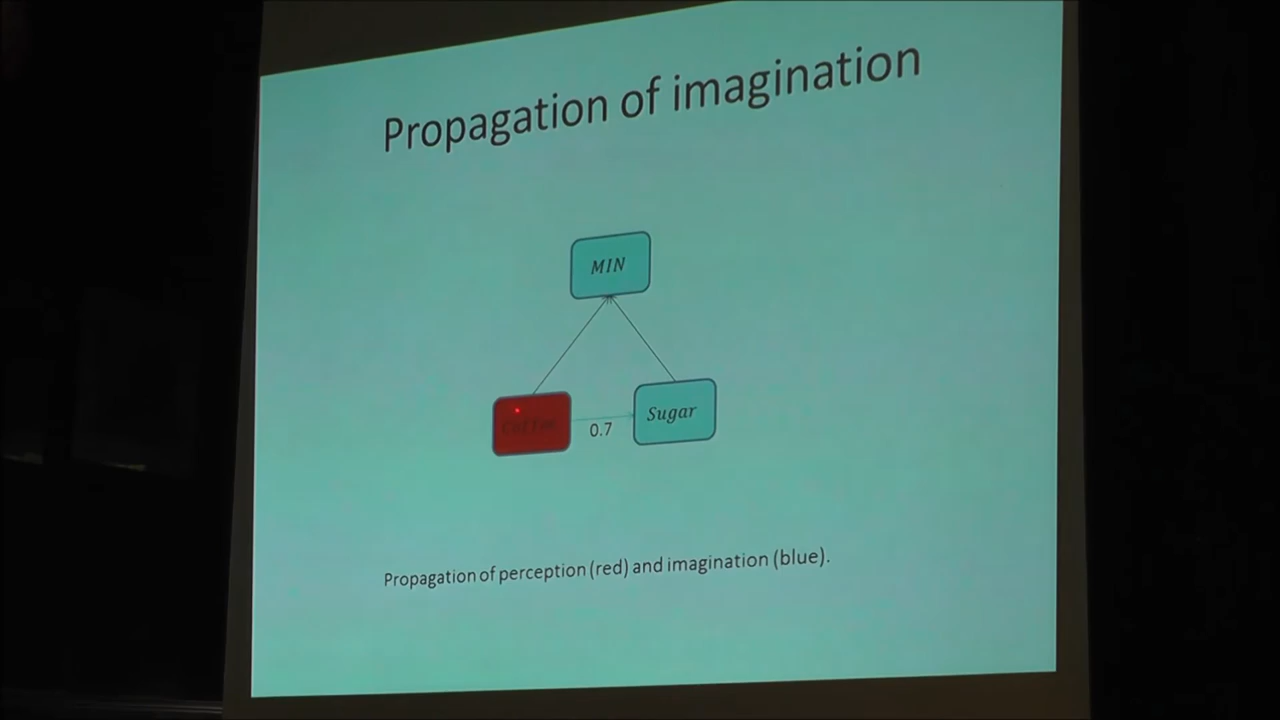 Propagation of imagination
MIN
Sugar
0.7
Propagation of perception (red) and imagination (blue).